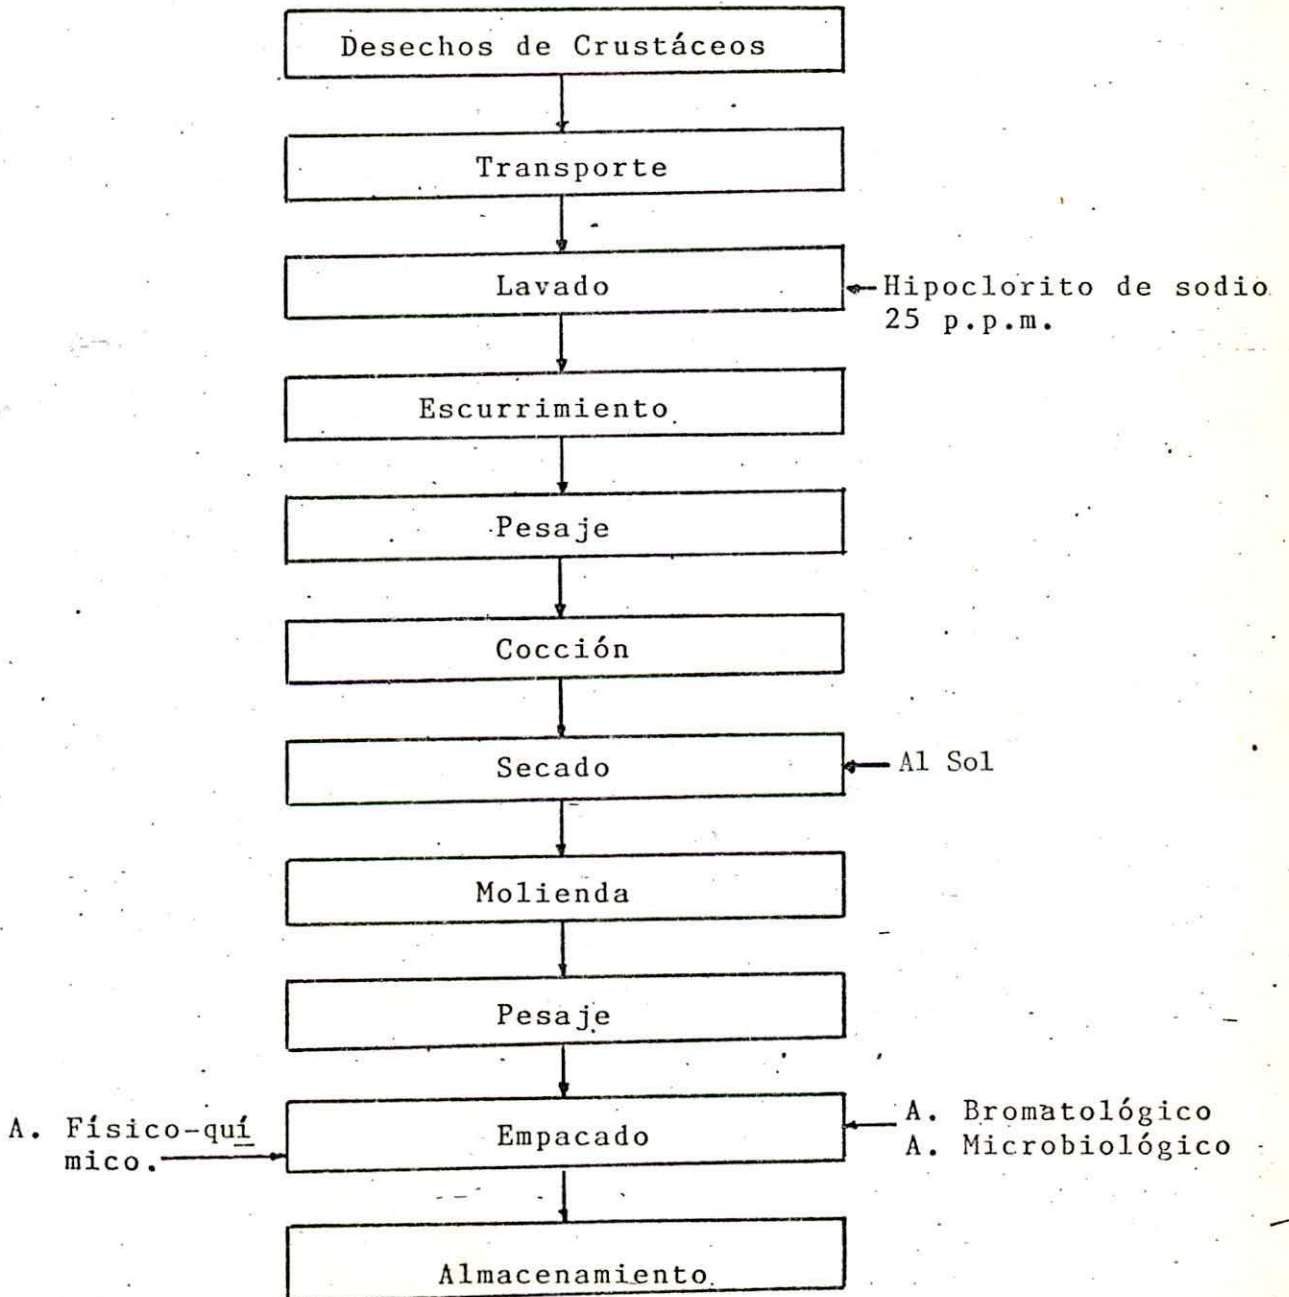 Desechos de Crustáceos
Transporte
Lavado
Hipoclorito de sodio
25 p.p.m.
Escurrimiento
Pesaje
Cocción
Secado
Al Sol
Molienda
Pesaje
A. Físico-quí
mico.
Empacado
A. Bromatológico
A. Microbiológico
Almacenamiento